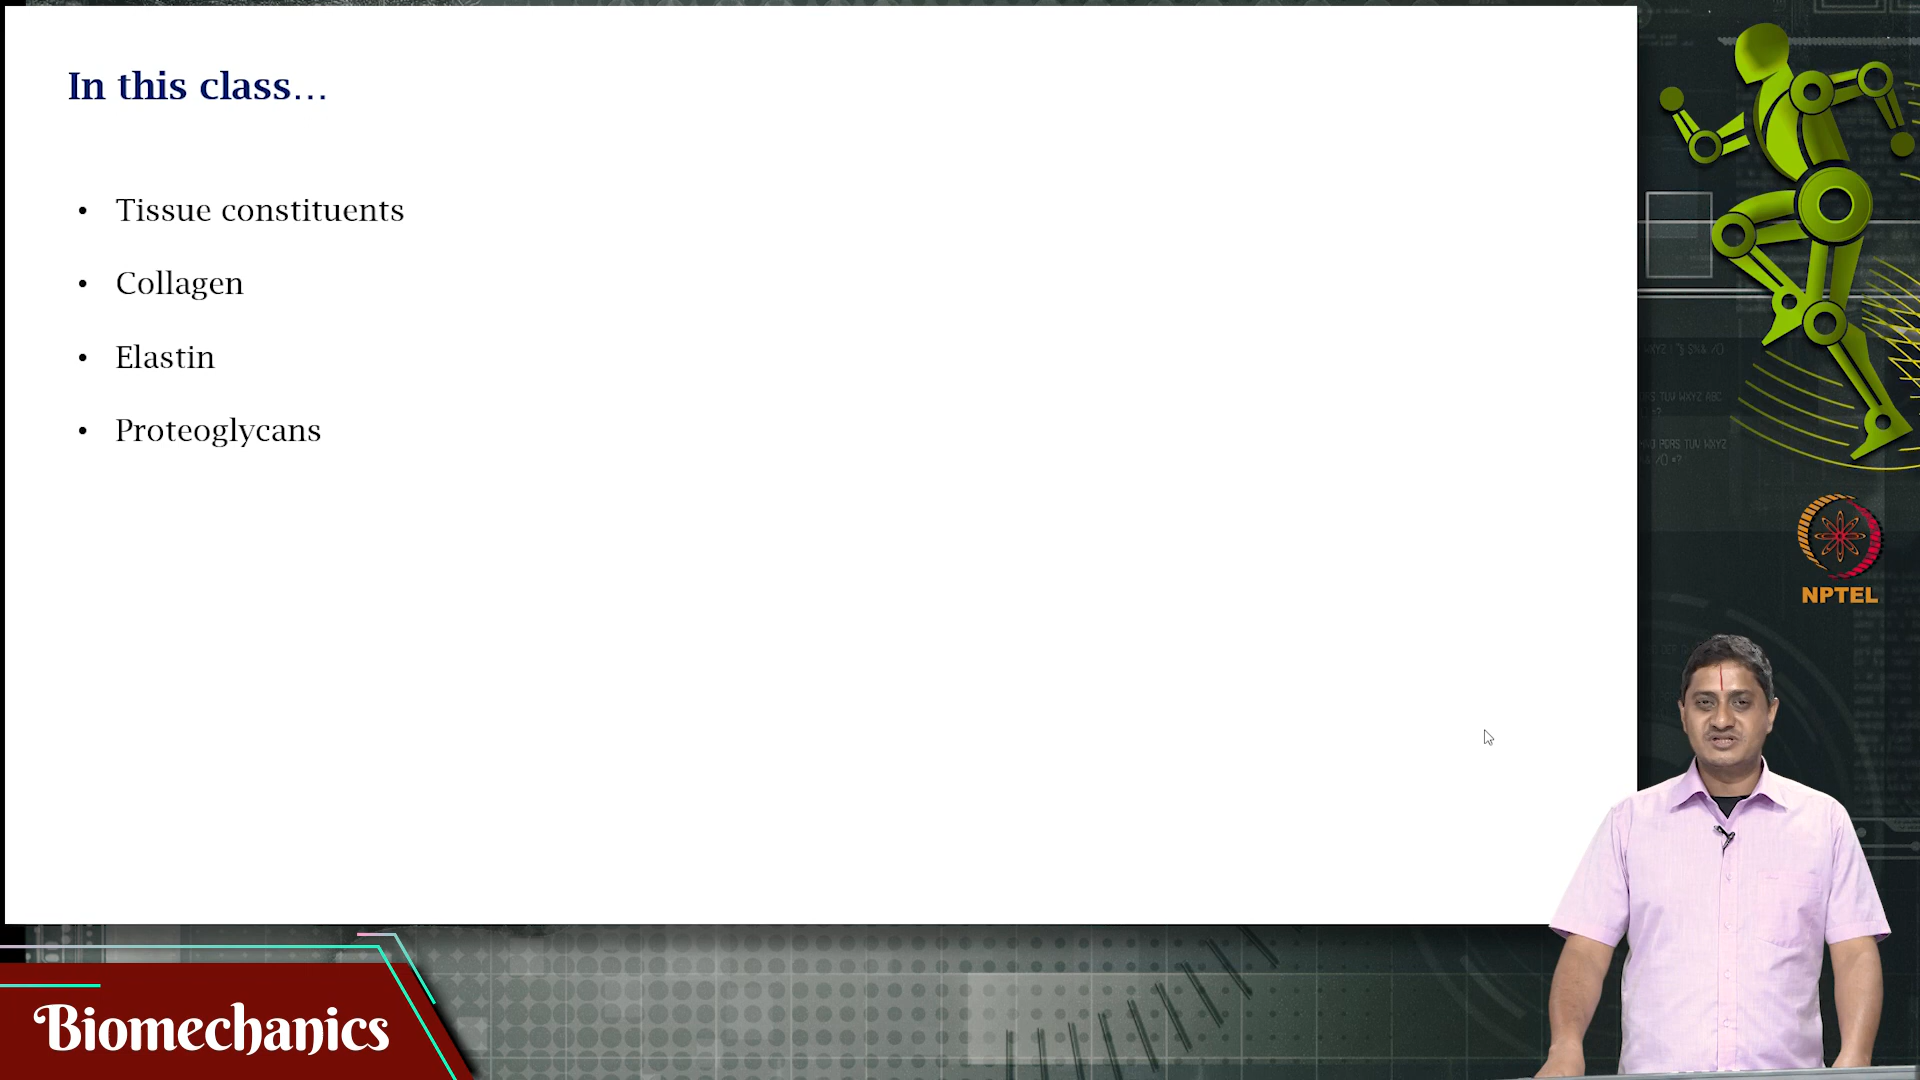 In this class...
• Tissue constituents
• Collagen
• Elastin
• Proteoglycans
NPTEL
Biomechanics